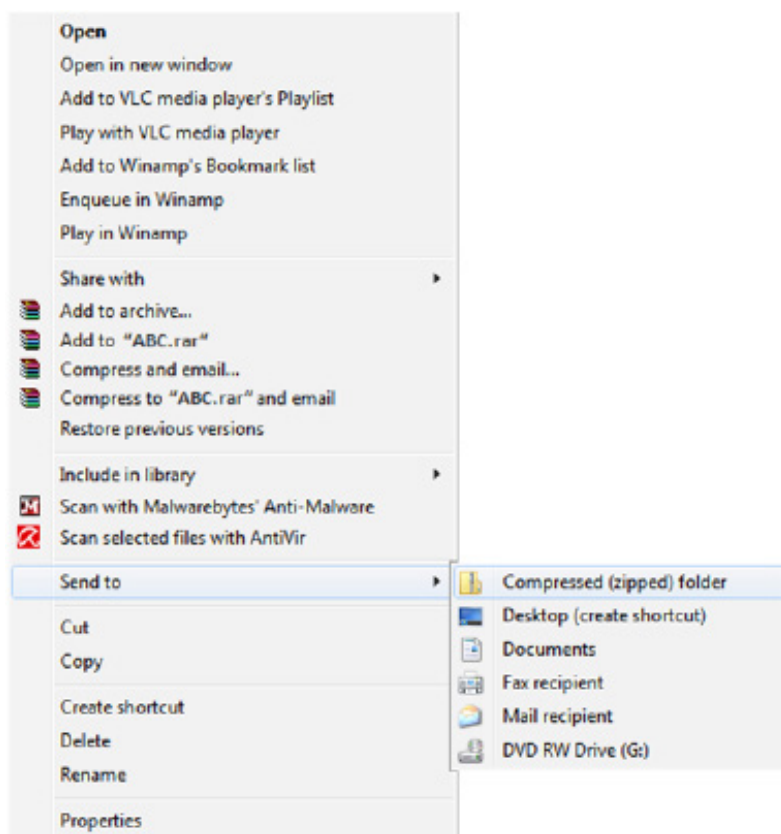 Open
Open in new window
Add to VLC media player's Playlist
Play with VLC media player
Add to Winamp's Bookmark list
Enqueue in Winamp
Play in Winamp
Share with
Add to archive...
Add to "ABC.rar"
Compress and email...
Compress to "ABC.rar" and email
Restore previous versions
Include in library
Scan with Malwarebytes' Anti-Malware
Scan selected files with AntiVir
Send to
Cut
Copy
Create shortcut
Delete
Rename
Properties
Compressed (zipped) folder
Desktop (create shortcut)
Documents
Fax recipient
Mail recipient
DVD RW Drive (G:)